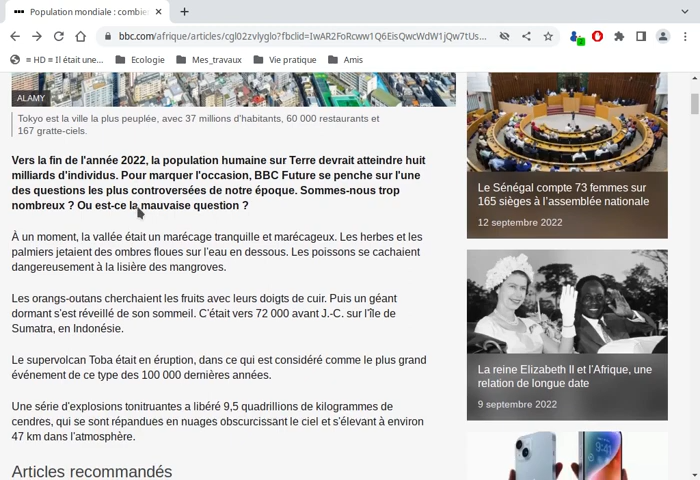 Population mondiale : combie
bbc.com/afrique/articles/cgl02zvlyglo?fbclid=IwAR2FoRcww1Q6EisQwcWdW1jQw7tUs...
= HD = Il était une...
Ecologie
Mes_travaux
Vie pratique
Amis
ALAMY
Tokyo est la ville la plus peuplée, avec 37 millions d'habitants, 60 000 restaurants et
167 gratte-ciels.
Vers la fin de l'année 2022, la population humaine sur Terre devrait atteindre huit
milliards d'individus. Pour marquer l'occasion, BBC Future se penche sur l'une
des questions les plus controversées de notre époque. Sommes-nous trop
nombreux ? Ou est-ce la mauvaise question ?
À un moment, la vallée était un marécage tranquille et marécageux. Les herbes et les
palmiers jetaient des ombres floues sur l'eau en dessous. Les poissons se cachaient
dangereusement à la lisière des mangroves.
Les orangs-outans cherchaient les fruits avec leurs doigts de cuir. Puis un géant
dormant s'est réveillé de son sommeil. C'était vers 72 000 avant J.-C. sur l'île de
Sumatra, en Indonésie.
Le supervolcan Toba était en éruption, dans ce qui est considéré comme le plus grand
événement de ce type des 100 000 dernières années.
Une série d'explosions tonitruantes a libéré 9,5 quadrillions de kilogrammes de
cendres, qui se sont répandues en nuages obscurcissant le ciel et s'élevant à environ
47 km dans l'atmosphère.
Articles recommandés
Le Sénégal compte 73 femmes sur
165 sièges à l'assemblée nationale
12 septembre 2022
La reine Elizabeth II et l'Afrique, une
relation de longue date
9 septembre 2022